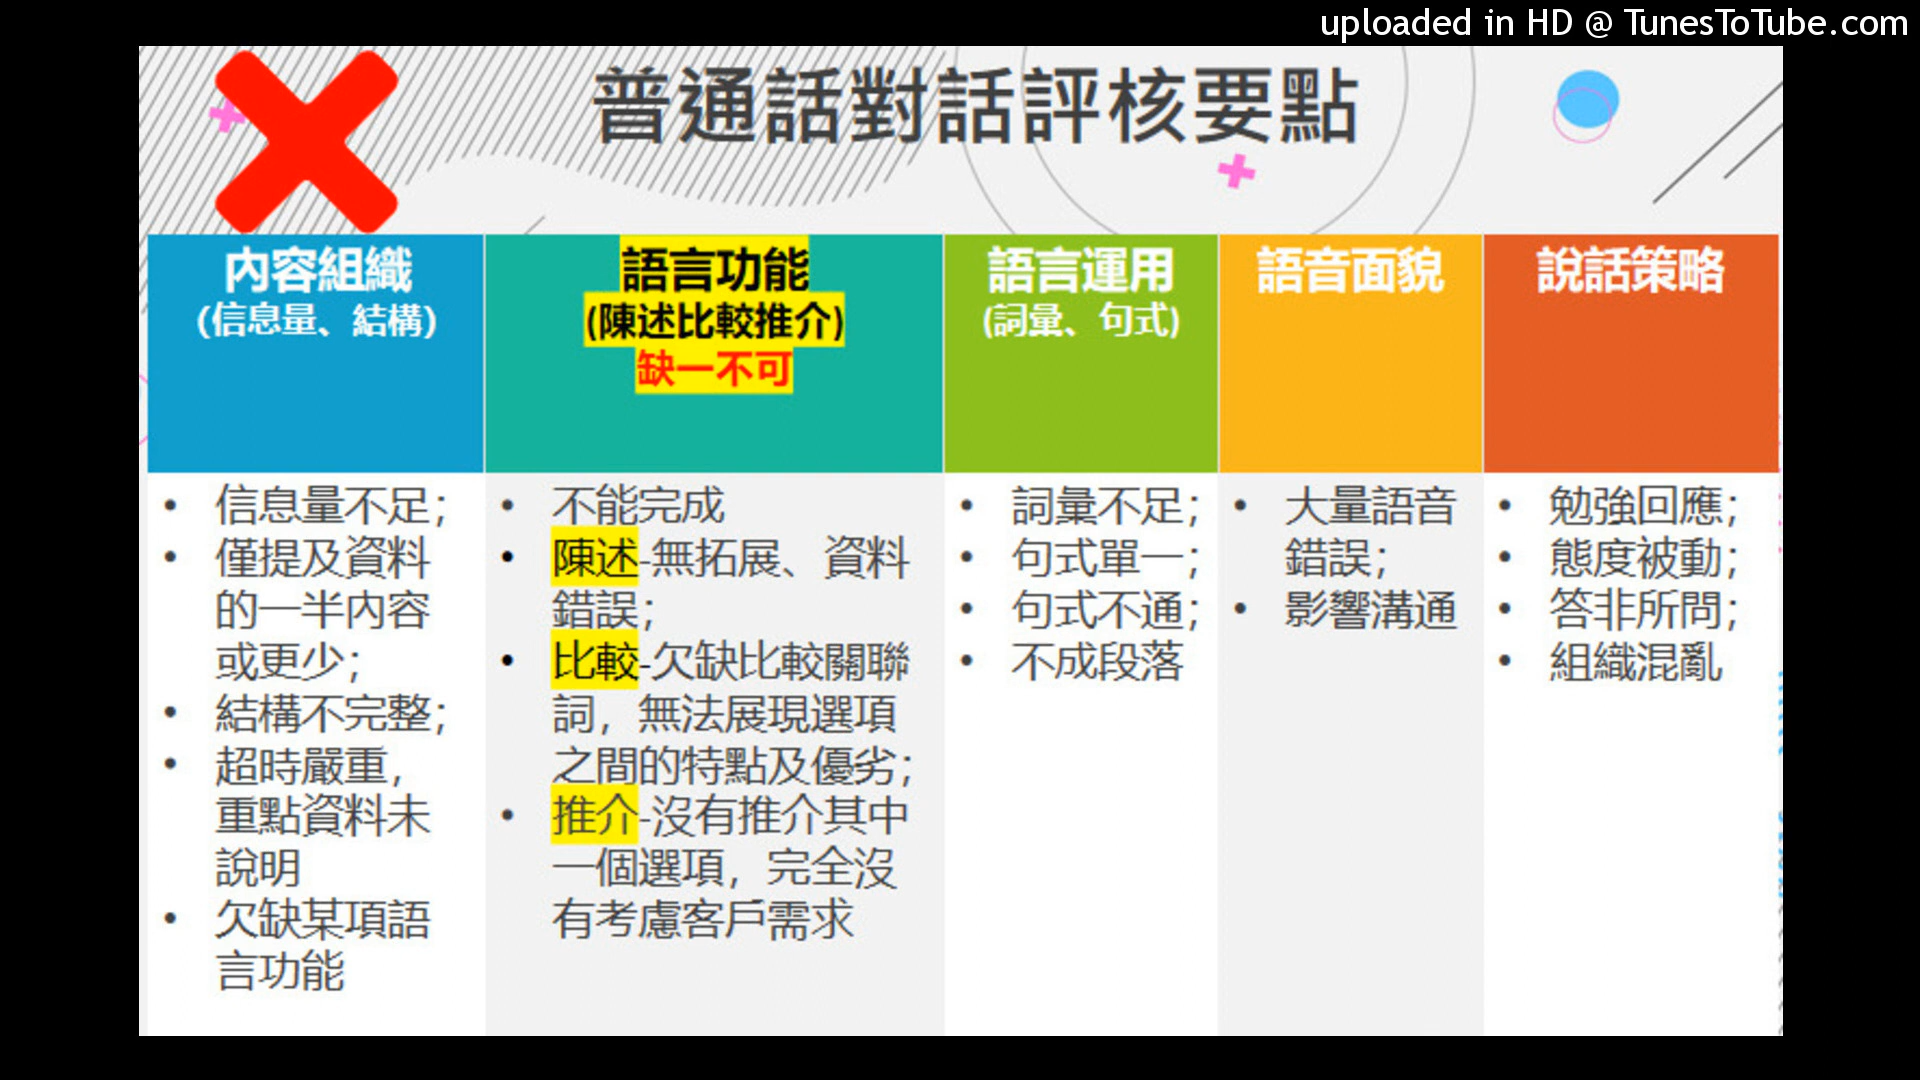 uploaded in HD @ TunesToTube.com
普通話對話評核要點
內容組織
(信息量、結構)
語言功能
(陳述比較推介)
缺一不可
語言運用
(詞彙、句式)
語音面貌
說話策略
• 信息量不足;
• 僅提及資料
的一半內容
或更少;
• 結構不完整;
• 超時嚴重,
重點資料未
說明
• 欠缺某項語
言功能
• 不能完成
• 陳述-無拓展、資料
錯誤;
• 比較-欠缺比較關聯
詞，無法展現選項
之間的特點及優劣;
• 推介-沒有推介其中
一個選項，完全沒
有考慮客戶需求
• 詞彙不足;
• 句式單一;
• 句式不通;
• 不成段落
• 大量語音
錯誤;
• 影響溝通
• 勉強回應;
• 態度被動;
• 答非所問;
• 組織混亂